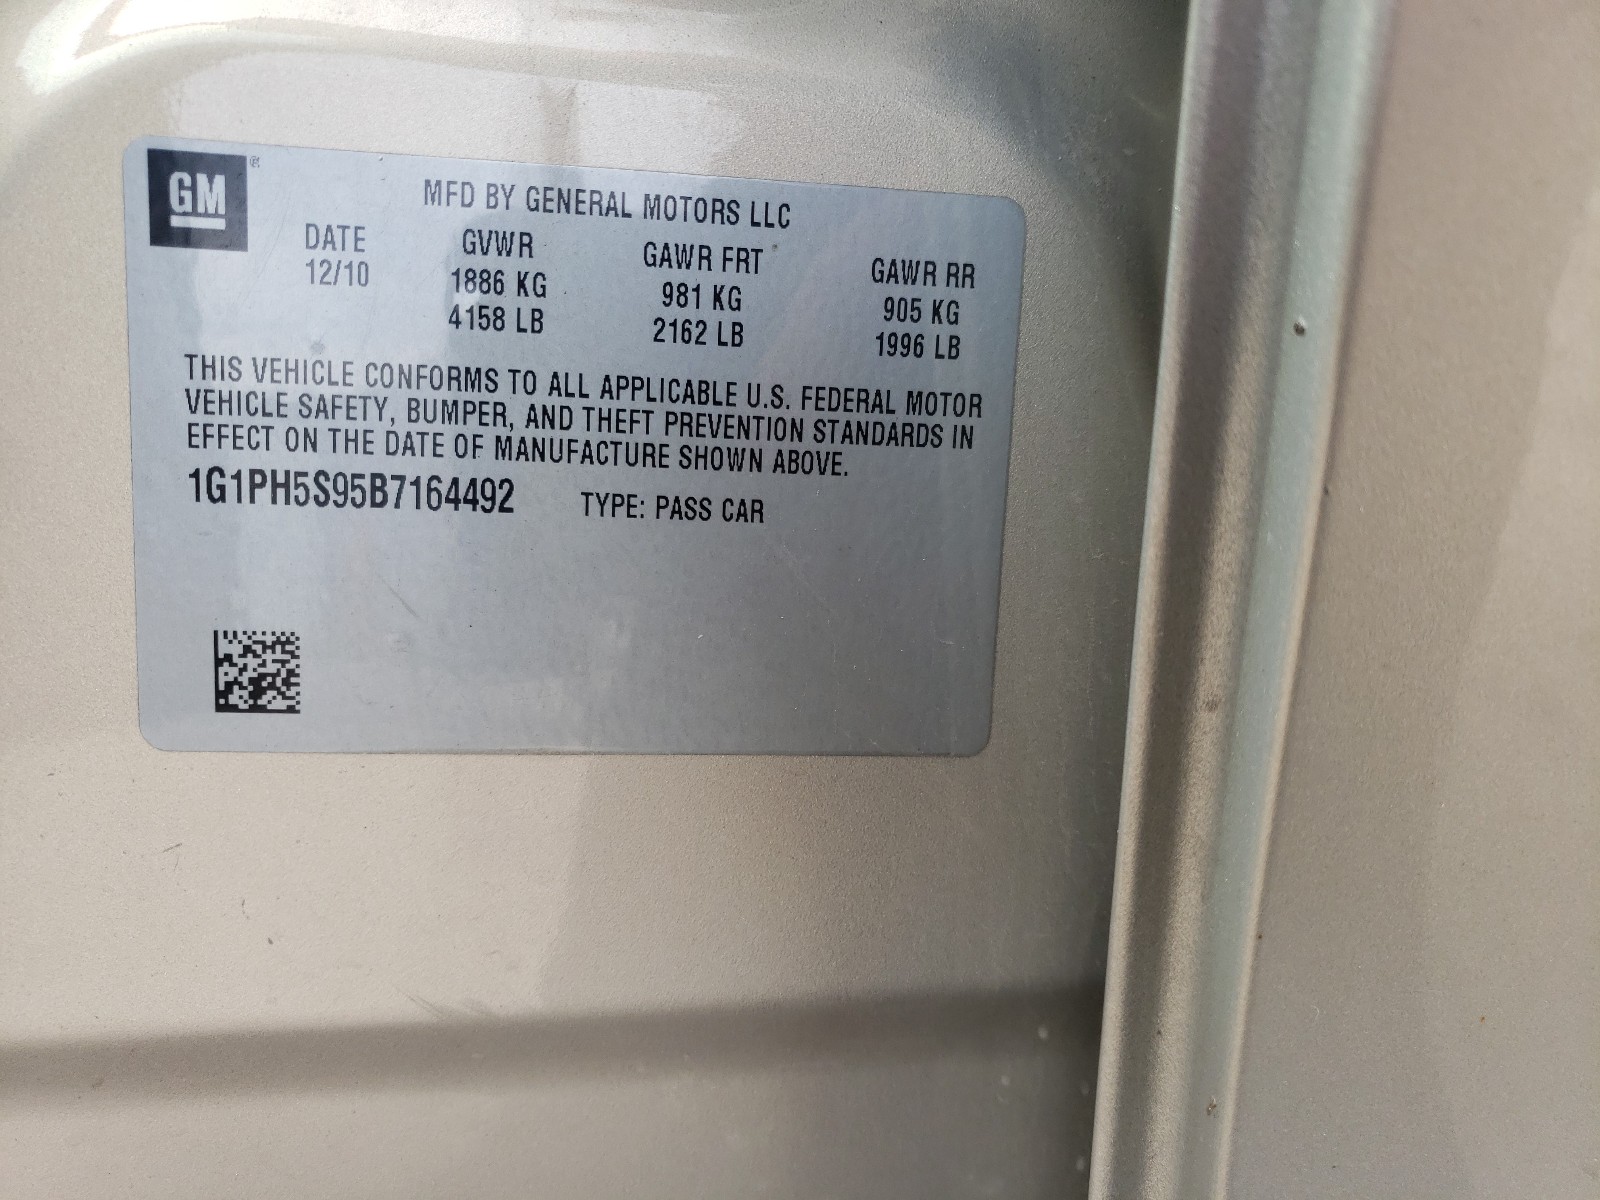 GM®
MFD BY GENERAL MOTORS LLC
DATE GVWR GAWR FRT GAWR RR
12/10 1886 KG 981 KG 905 KG
4158 LB 2162 LB 1996 LB
THIS VEHICLE CONFORMS TO ALL APPLICABLE U.S. FEDERAL MOTOR
VEHICLE SAFETY, BUMPER, AND THEFT PREVENTION STANDARDS IN
EFFECT ON THE DATE OF MANUFACTURE SHOWN ABOVE.
1G1PH5S95B7164492 TYPE: PASS CAR